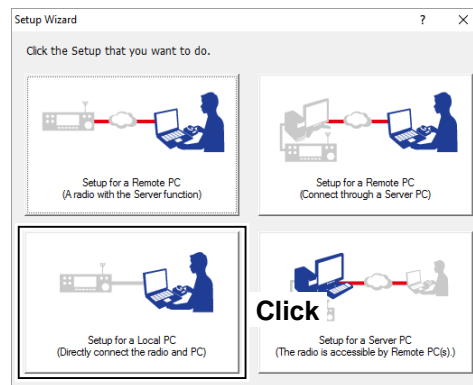 Setup Wizard ? ×
Click the Setup that you want to do.
Setup for a Remote PC
(A radio with the Server function)
Setup for a Remote PC
(Connect through a Server PC)
Setup for a Local PC
(Directly connect the radio and PC)
Click
Setup for a Server PC
(The radio is accessible by Remote PC(s).)